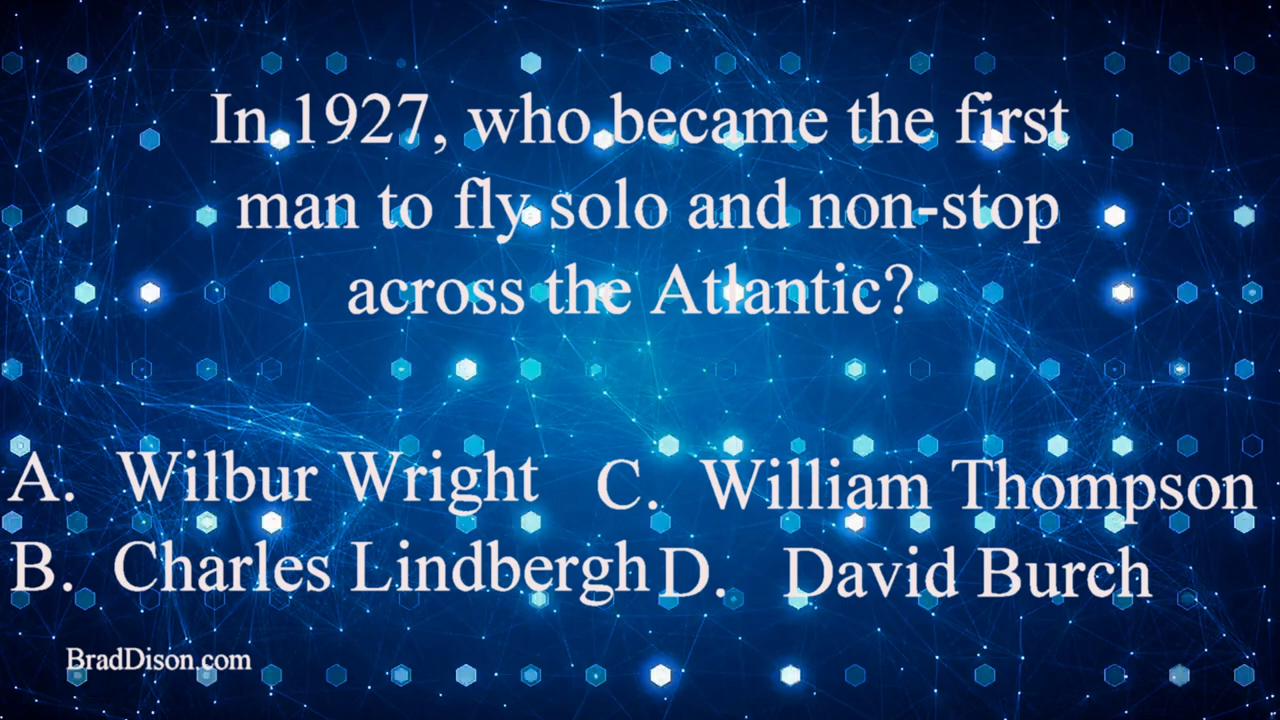 In 1927, who became the first
man to fly solo and non-stop
across the Atlantic?
A. Wilbur Wright
B. Charles Lindbergh
C. William Thompson
D. David Burch
BradDison.com